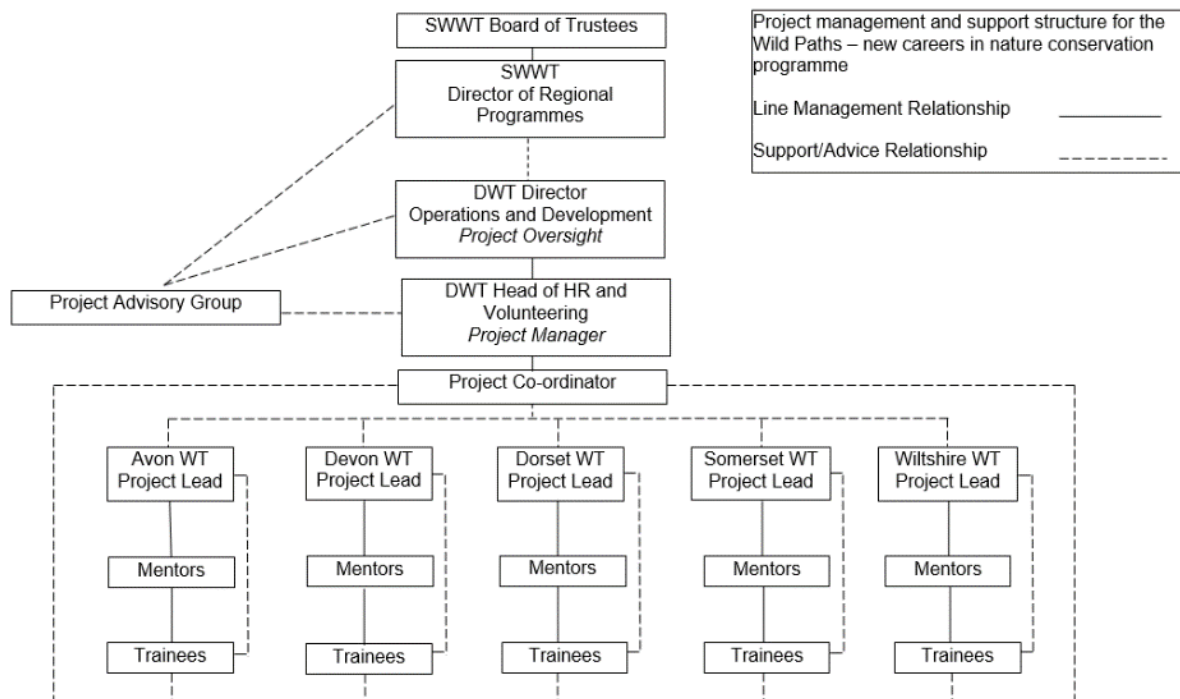 SWWT Board of Trustees
SWWT
Director of Regional
Programmes
DWT Director
Operations and Development
Project Oversight
Project Advisory Group
DWT Head of HR and
Volunteering
Project Manager
Project Co-ordinator
Project management and support structure for the
Wild Paths – new careers in nature conservation
programme
Line Management Relationship
Support/Advice Relationship
Avon WT
Project Lead
Devon WT
Project Lead
Dorset WT
Project Lead
Somerset WT
Project Lead
Wiltshire WT
Project Lead
Mentors
Mentors
Mentors
Mentors
Mentors
Trainees
Trainees
Trainees
Trainees
Trainees